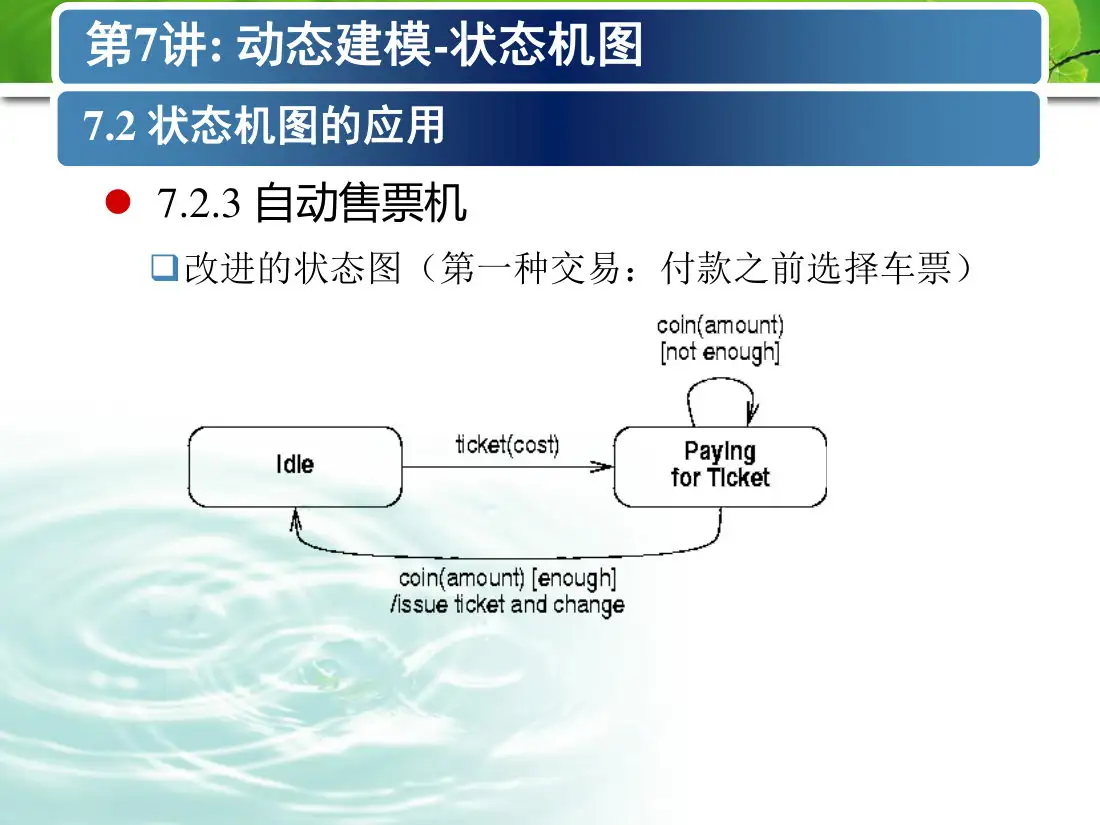 第7讲: 动态建模-状态机图
7.2 状态机图的应用
7.2.3 自动售票机
改进的状态图（第一种交易：付款之前选择车票）
coin(amount)
[not enough]
Idle
ticket(cost)
Paying
for Ticket
coin(amount) [enough]
/issue ticket and change